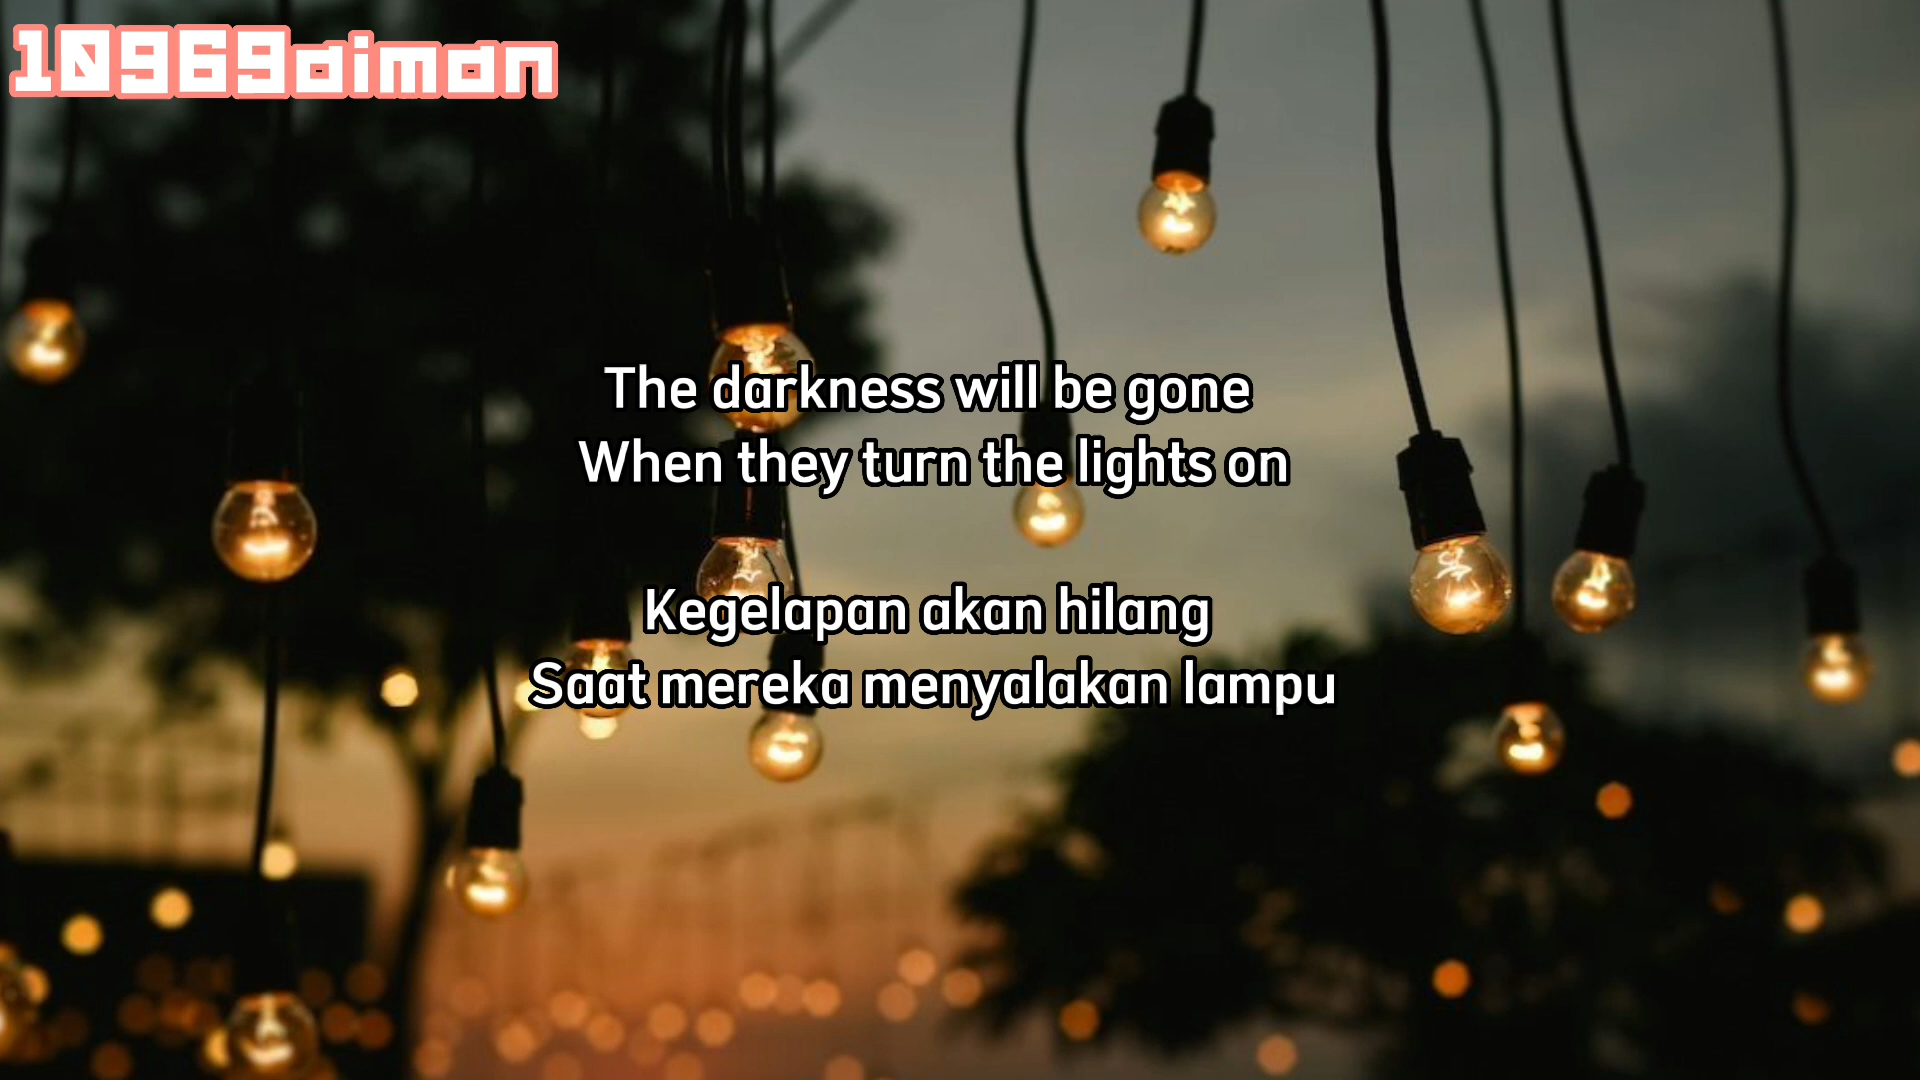 10969aiman
The darkness will be gone
When they turn the lights on
Kegelapan akan hilang
Saat mereka menyalakan lampu